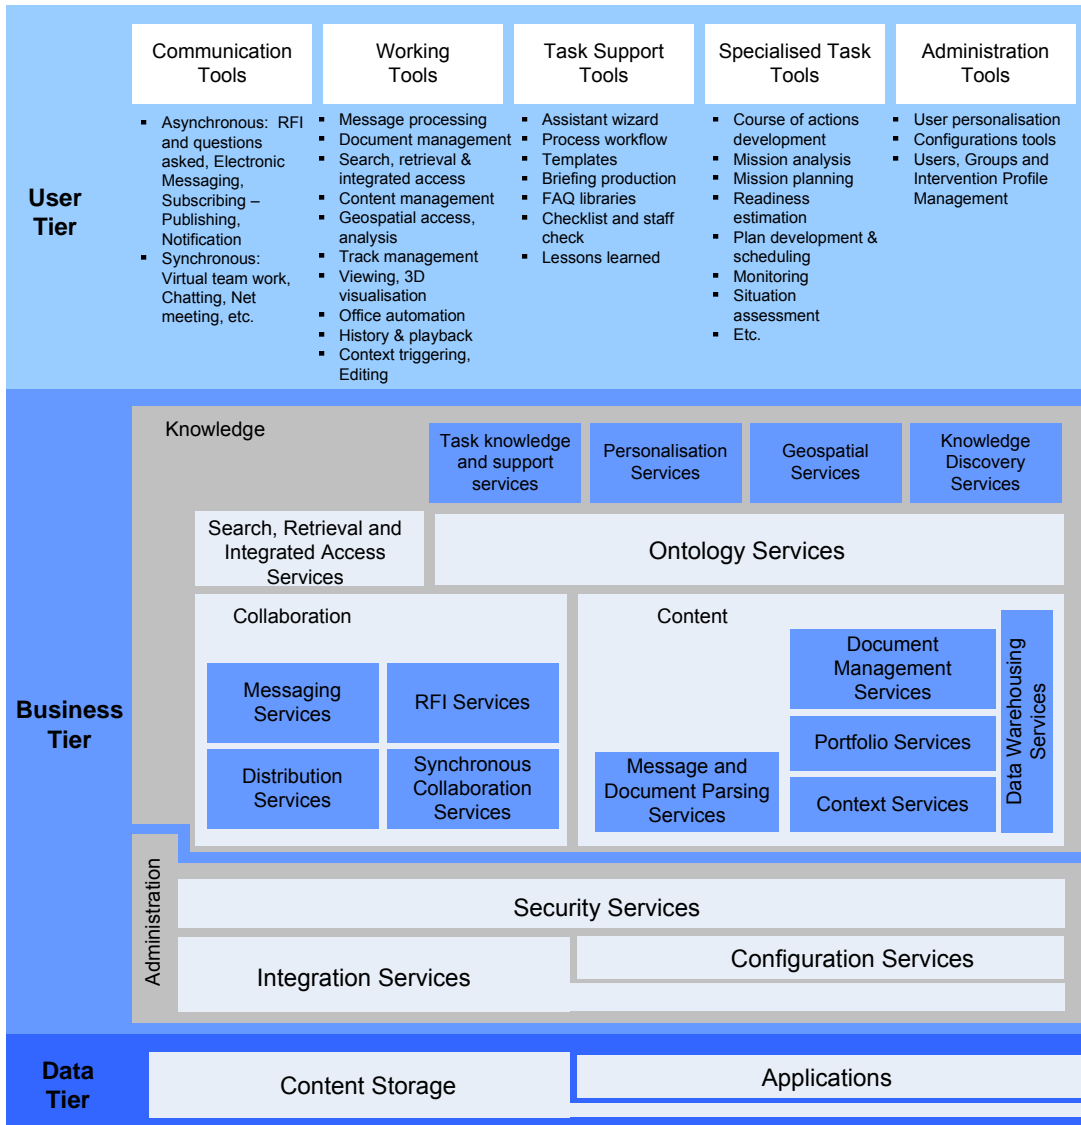 Communication
Tools
Working
Tools
Task Support
Tools
Specialised Task
Tools
Administration
Tools
User
Tier
▪ Asynchronous: RFI
and questions
asked, Electronic
Messaging,
Subscribing –
Publishing,
Notification
▪ Synchronous:
Virtual team work,
Chatting, Net
meeting, etc.
▪ Message processing
▪ Document management
▪ Search, retrieval &
integrated access
▪ Content management
▪ Geospatial access,
analysis
▪ Track management
▪ Viewing, 3D
visualisation
▪ Office automation
▪ History & playback
▪ Context triggering,
Editing
▪ Assistant wizard
▪ Process workflow
▪ Templates
▪ Briefing production
▪ FAQ libraries
▪ Checklist and staff
check
▪ Lessons learned
▪ Course of actions
development
▪ Mission analysis
▪ Mission planning
▪ Readiness
estimation
▪ Plan development &
scheduling
▪ Monitoring
▪ Situation
assessment
▪ Etc.
▪ User personalisation
▪ Configurations tools
▪ Users, Groups and
Intervention Profile
Management
Business
Tier
Knowledge
Task knowledge
and support
services
Personalisation
Services
Geospatial
Services
Knowledge
Discovery
Services
Search, Retrieval and
Integrated Access
Services
Ontology Services
Collaboration
Messaging
Services
RFI Services
Distribution
Services
Synchronous
Collaboration
Services
Content
Message and
Document Parsing
Services
Document
Management
Services
Portfolio Services
Context Services
Data Warehousing
Services
Administration
Security Services
Integration Services
Configuration Services
Data
Tier
Content Storage
Applications